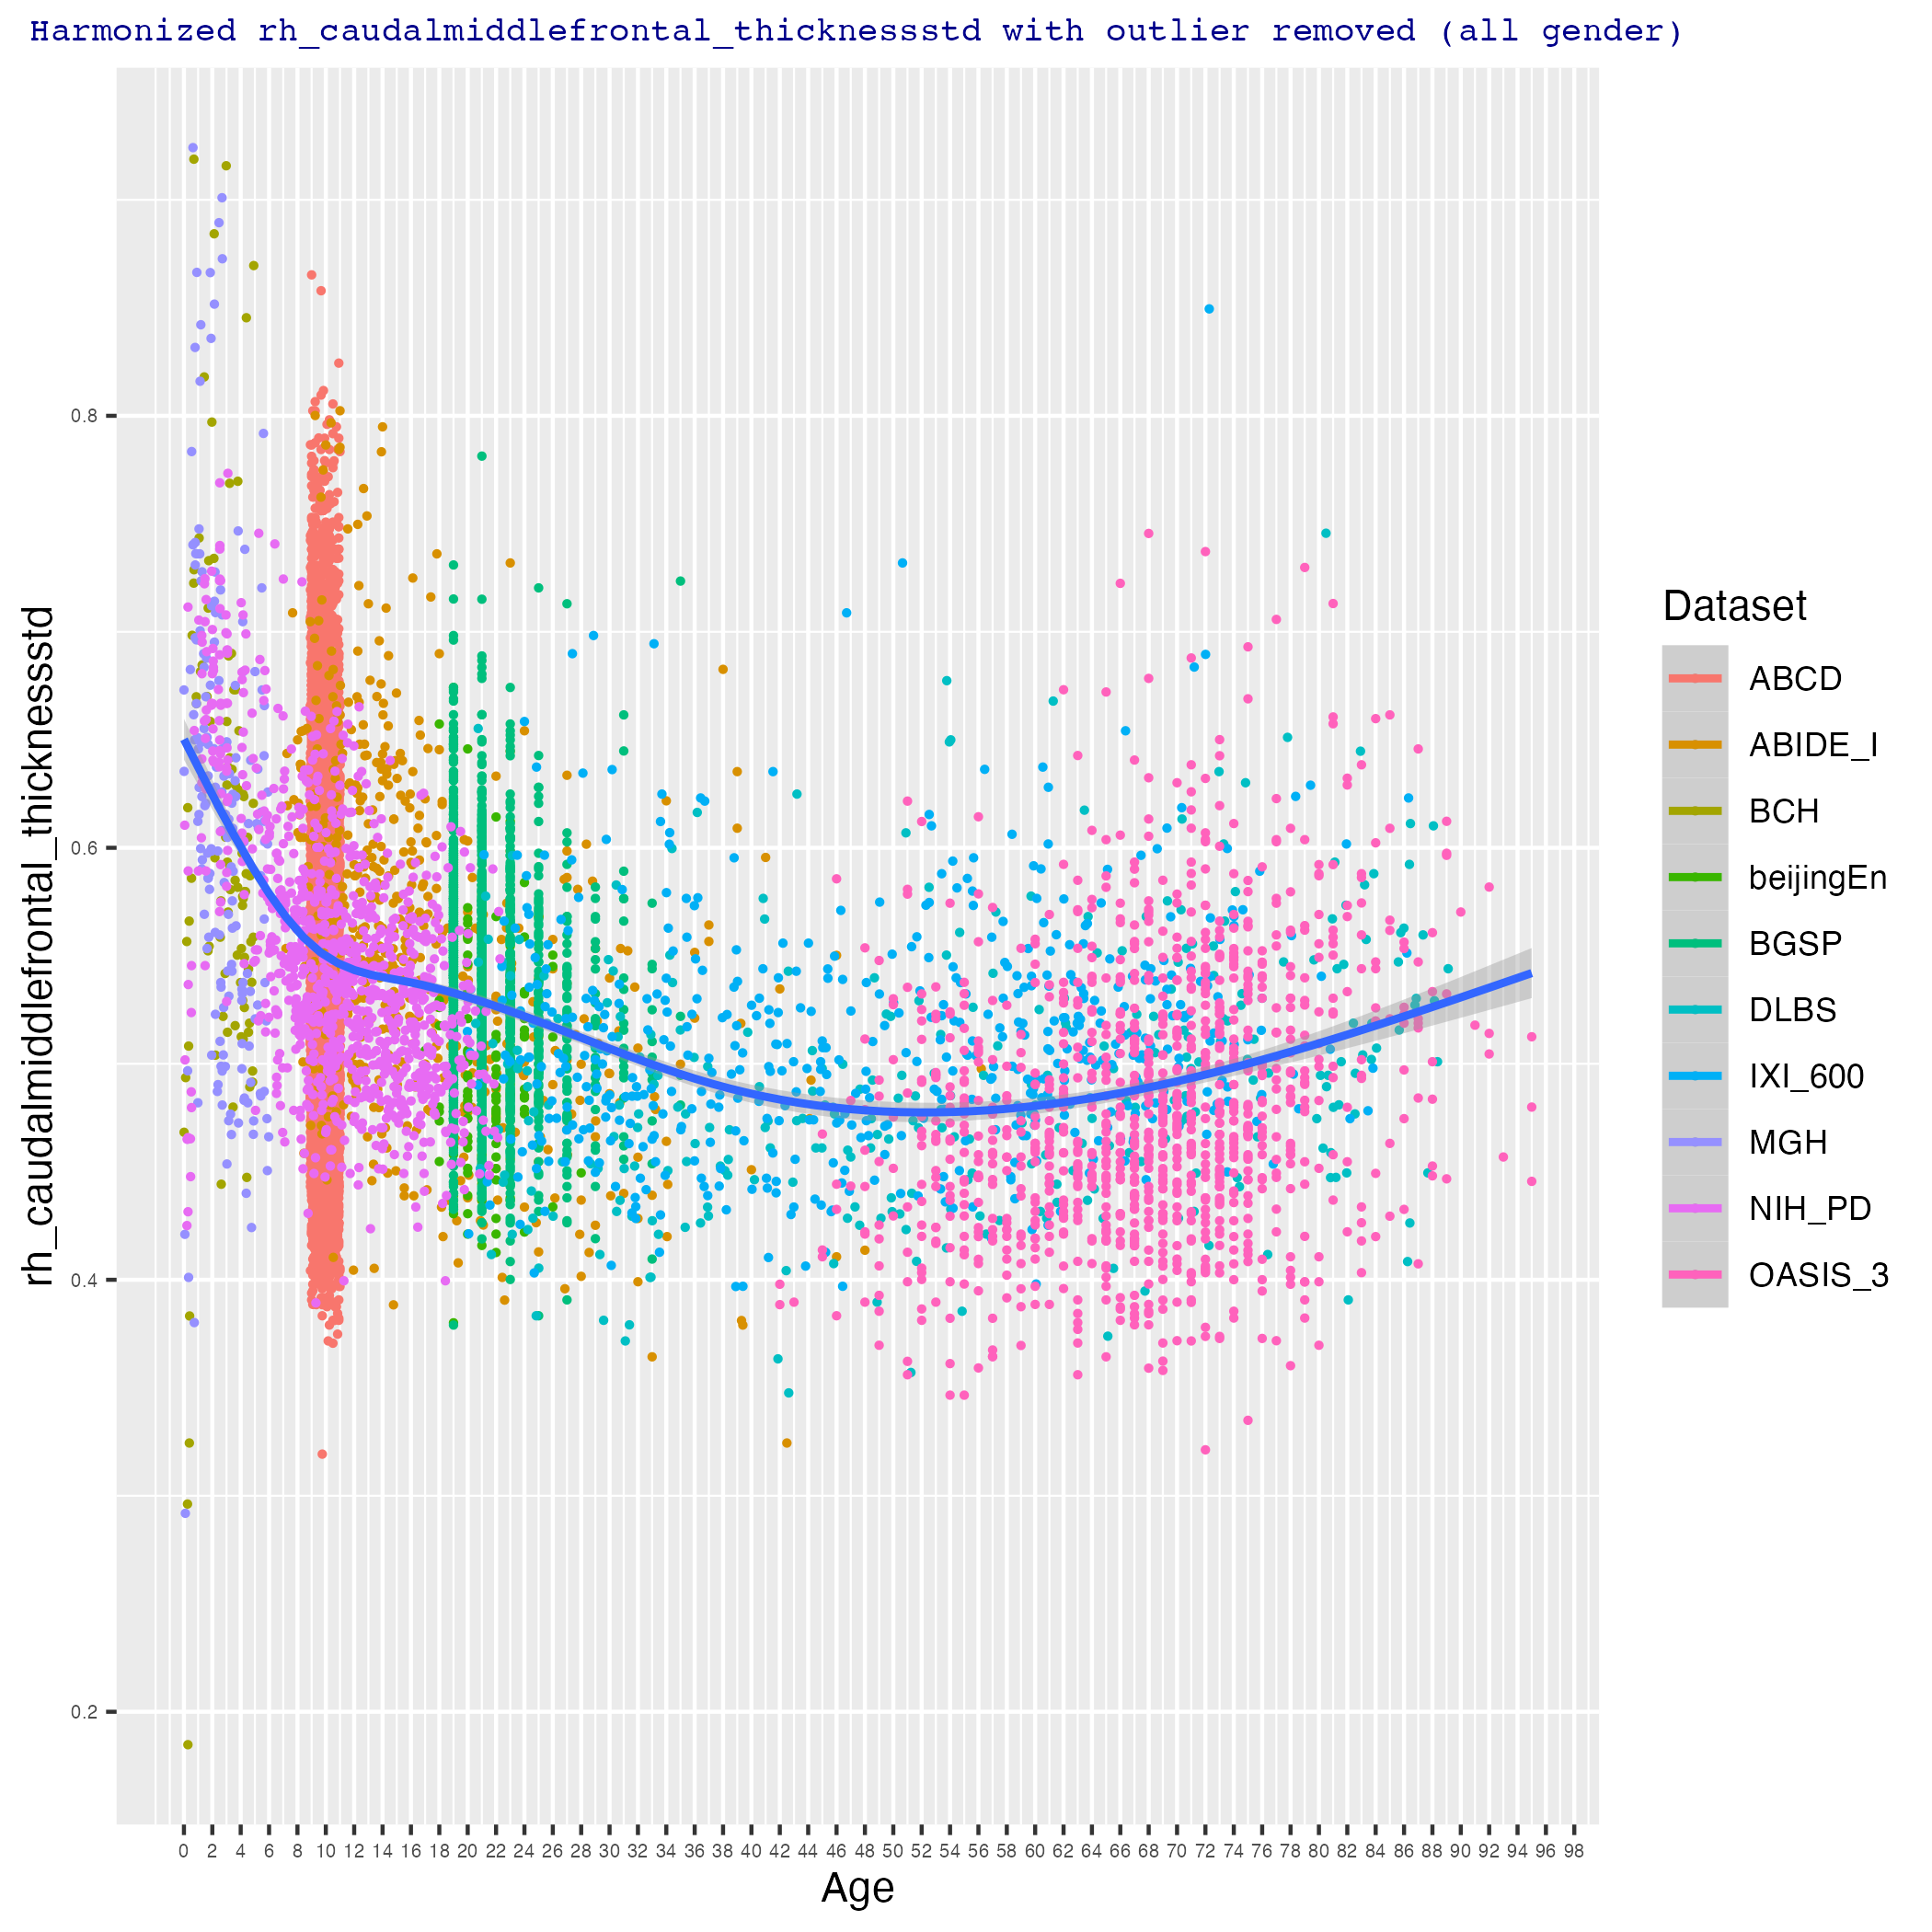 Harmonized rh_caudalmiddlefrontal_thicknessstd with outlier removed (all gender)
rh_caudalmiddlefrontal_thicknessstd
0.8
0.6
0.4
0.2
0 2 4 6 8 10 12 14 16 18 20 22 24 26 28 30 32 34 36 38 40 42 44 46 48 50 52 54 56 58 60 62 64 66 68 70 72 74 76 78 80 82 84 86 88 90 92 94 96 98
Age
Dataset
ABCD
ABIDE_I
BCH
beijingEn
BGSP
DLBS
IXI_600
MGH
NIH_PD
OASIS_3